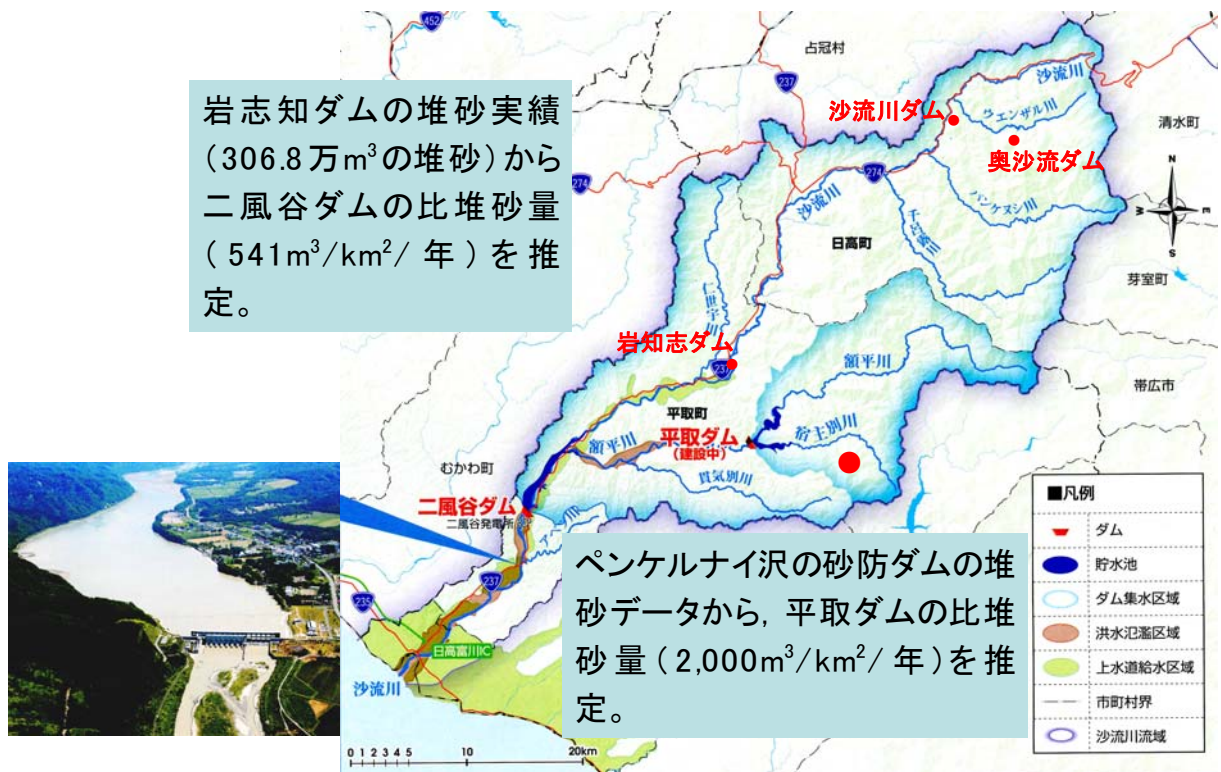 452
占冠村
237
岩志知ダムの堆砂実績
（306.8万m³の堆砂）から
二風谷ダムの比堆砂量
（541m³/km²/年）を推
定。
沙流川
沙流川ダム
ウエンザル川
清水町
奥沙流ダム
274
274
沙流川
パンケヌシ川
千呂露川
日高町
N
W
E
S
芽室町
仁世宇川
岩知志ダム
237
額平川
帯広市
平取町
額平川
平取ダム
（建設中）
宿主別川
貫気別川
むかわ町
二風谷ダム
二風谷発電所
237
235
日高富川IC
沙流川
ペンケルナイ沢の砂防ダムの堆
砂データから，平取ダムの比堆
砂量（2,000m³/km²/年）を推
定。
0 1 2 3 4 5 10 20km
■凡例
ダム
貯水池
ダム集水区域
洪水氾濫区域
上水道給水区域
市町村界
沙流川流域